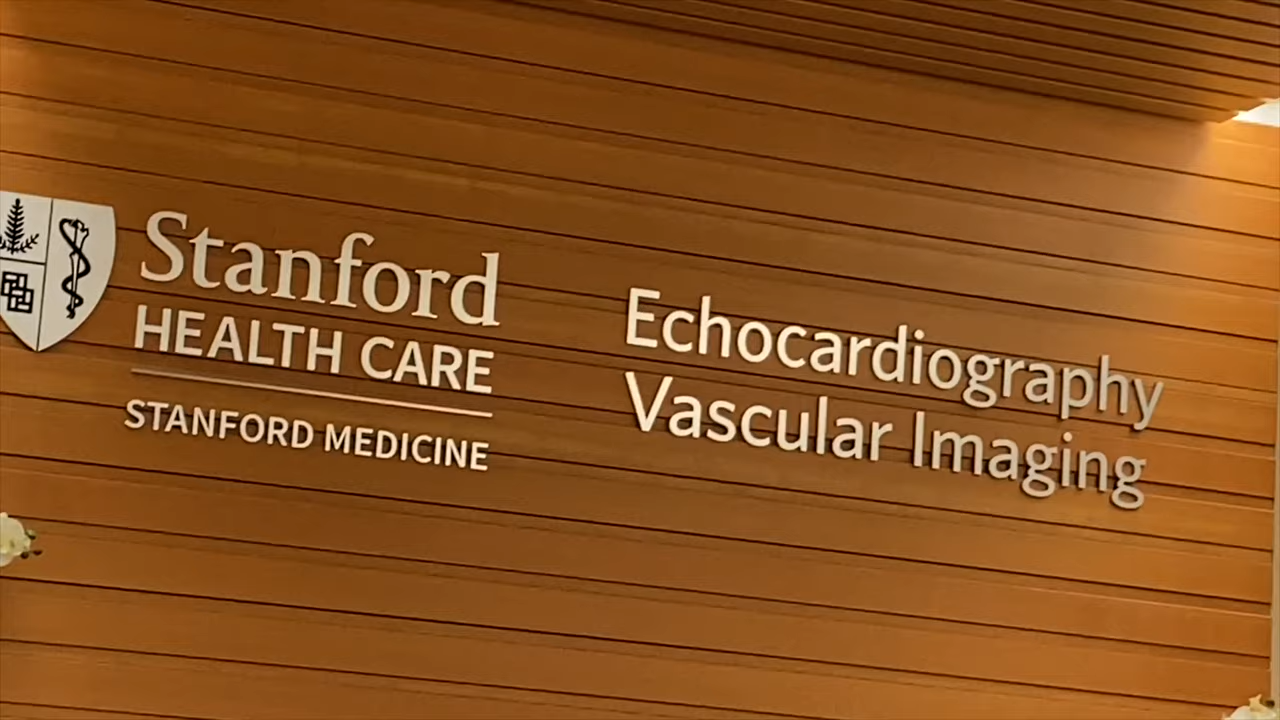 Stanford
HEALTH CARE
STANFORD MEDICINE
Echocardiography
Vascular Imaging